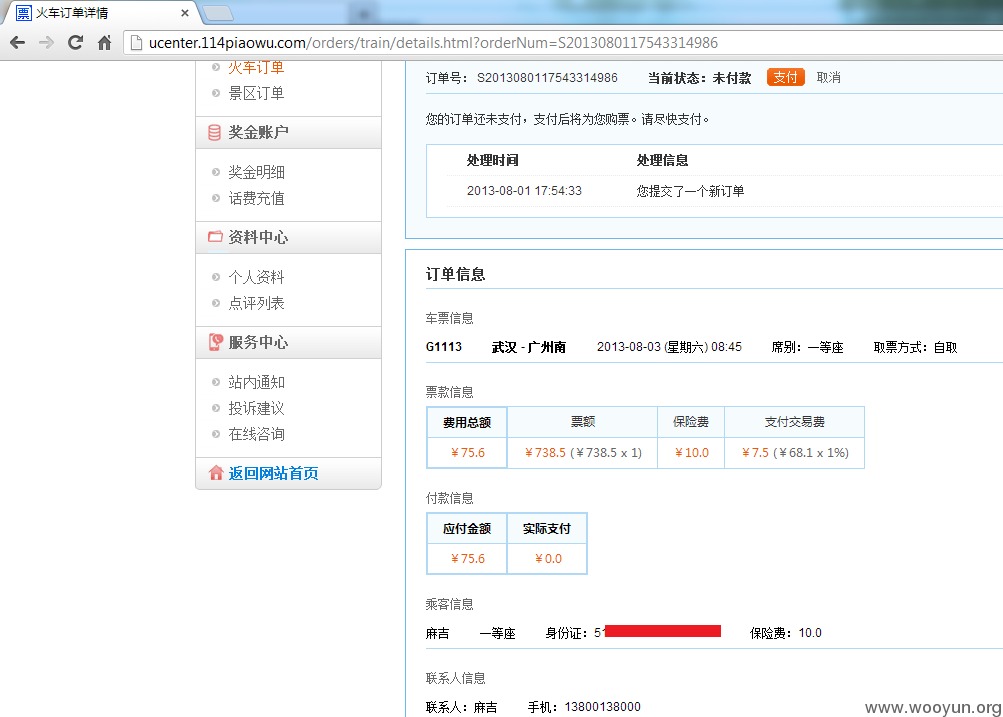 火车订单详情
ucenter.114piaowu.com/orders/train/details.html?orderNum=S2013080117543314986
火车订单
景区订单
奖金账户
奖金明细
话费充值
资料中心
个人资料
点评列表
服务中心
站内通知
投诉建议
在线咨询
返回网站首页
订单号: S2013080117543314986 当前状态: 未付款 支付 取消
您的订单还未支付，支付后将为您购票。请尽快支付。
处理时间 处理信息
2013-08-01 17:54:33 您提交了一个新订单
订单信息
车票信息
G1113 武汉 - 广州南 2013-08-03 (星期六) 08:45 席别: 一等座 取票方式: 自取
票款信息
费用总额 票额 保险费 支付交易费
￥75.6 ￥738.5 (￥738.5 x 1) ￥10.0 ￥7.5 (￥68.1 x 1%)
付款信息
应付金额 实际支付
￥75.6 ￥0.0
乘客信息
麻吉 一等座 身份证: 51 保险费: 10.0
联系人信息
联系人: 麻吉 手机: 13800138000
www.wooyun.org